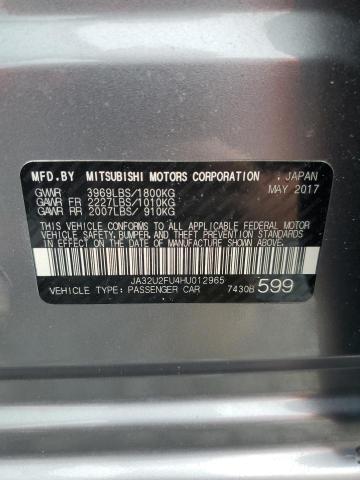 MFD.BY MITSUBISHI MOTORS CORPORATION , JAPAN
GVWR 3969LBS/1800KG MAY 2017
GAWR FR 2227LBS/1010KG
GAWR RR 2007LBS/ 910KG
THIS VEHICLE CONFORMS TO ALL APPLICABLE FEDERAL MOTOR
VEHICLE SAFETY, BUMPER, AND THEFT PREVENTION STANDARDS
IN EFFECT ON THE DATE OF MANUFACTURE SHOWN ABOVE.
JA32U2FU4HU012965
VEHICLE TYPE: PASSENGER CAR 7430B 599